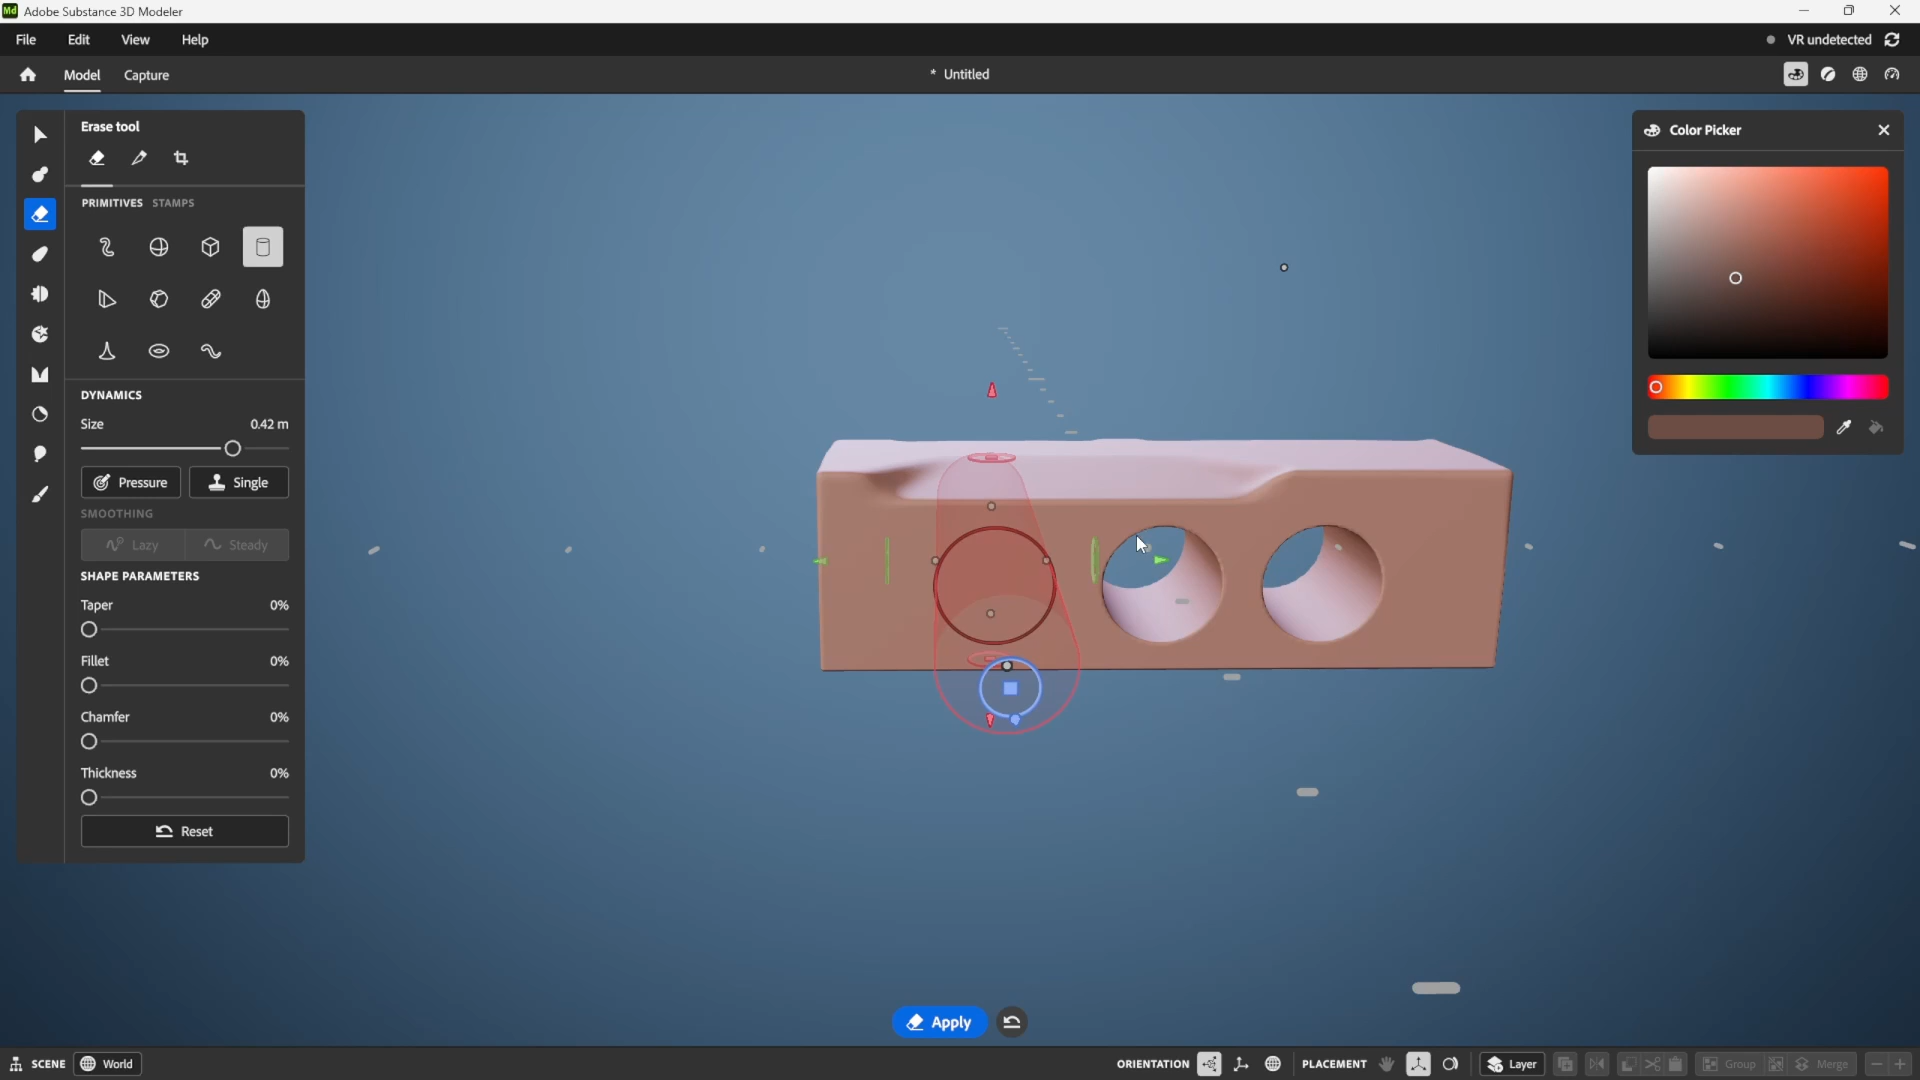 Md Adobe Substance 3D Modeler
File Edit View Help
VR undetected
Model Capture
* Untitled
Erase tool
PRIMITIVES STAMPS
DYNAMICS
Size 0.42 m
Pressure Single
SMOOTHING
Lazy Steady
SHAPE PARAMETERS
Taper 0%
Fillet 0%
Chamfer 0%
Thickness 0%
Reset
Color Picker
Apply
SCENE World
ORIENTATION PLACEMENT Layer Group Merge